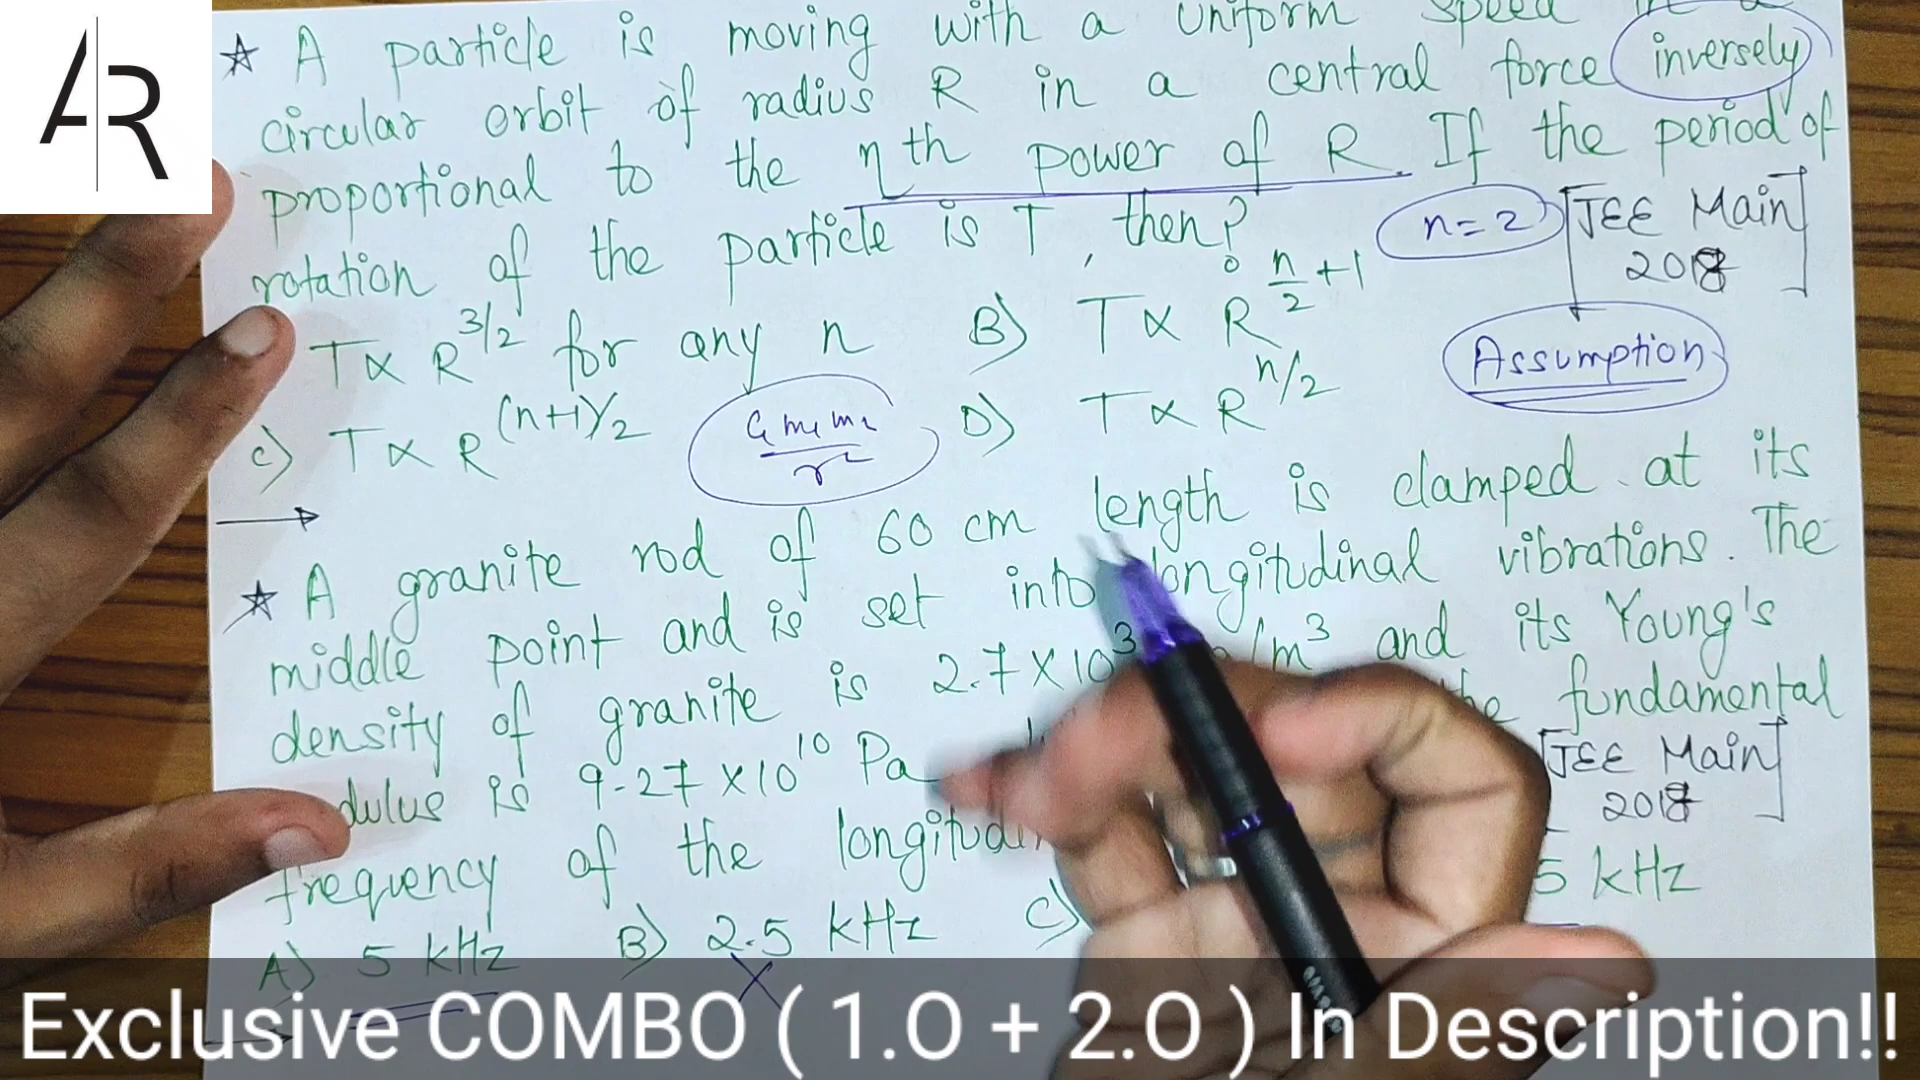 AR
☆ A particle is moving with a uniform speed in a
circular orbit of radius R in a central force inversely
proportional to the nth power of R. If the period of
rotation of the particle is T, then?
n=2
[JEE Main 2018]
Assumption
T∝ R^3/2 for any n B) T∝ R^n/2+1
C) T∝ R^(n+1)/2 D) T∝ R^n/2
G m₁ m₂ / r²
☆ A granite rod of 60 cm length is clamped at its
middle point and is set into longitudinal vibrations. The
density of granite is 2.7×10³ /m³ and its Young's
dulus is 9.27×10^10 Pa fundamental
frequency of the
[JEE Main 2018]
A) 5 kHz B) 2.5 kHz C) 5 kHz
Exclusive COMBO ( 1.0 + 2.0 ) In Description!!